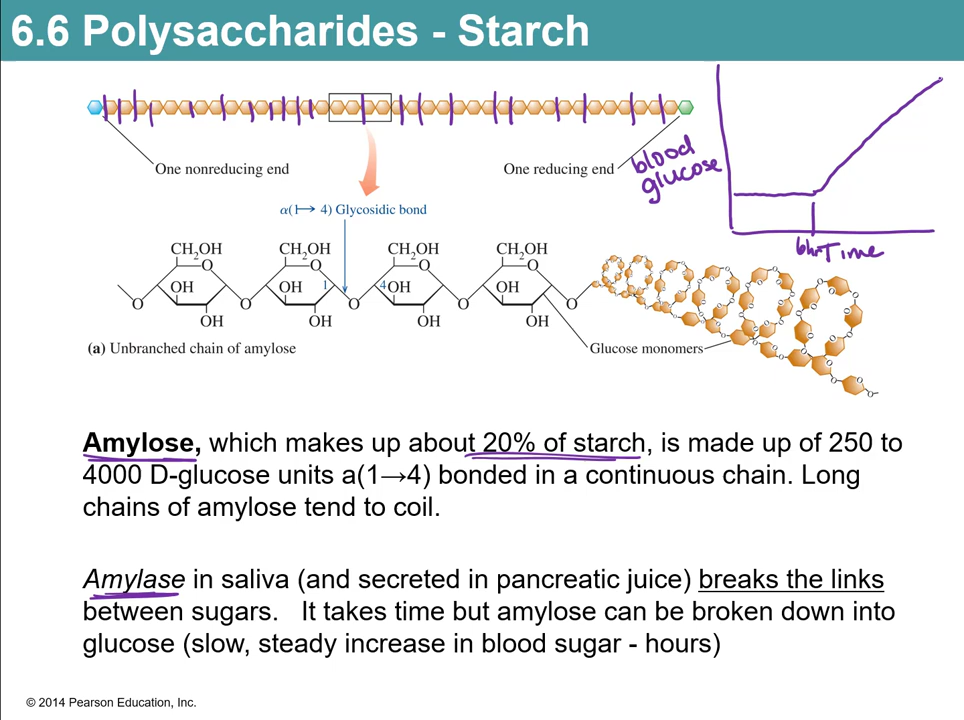 6.6 Polysaccharides - Starch
One nonreducing end
One reducing end
blood
glucose
6hr Time
α(1→ 4) Glycosidic bond
CH2OH CH2OH CH2OH CH2OH
O O O O
OH OH 1 4 OH OH
O O O O O
OH OH OH OH
(a) Unbranched chain of amylose
Glucose monomers
Amylose, which makes up about 20% of starch, is made up of 250 to
4000 D-glucose units a(1→4) bonded in a continuous chain. Long
chains of amylose tend to coil.
Amylase in saliva (and secreted in pancreatic juice) breaks the links
between sugars. It takes time but amylose can be broken down into
glucose (slow, steady increase in blood sugar - hours)
© 2014 Pearson Education, Inc.